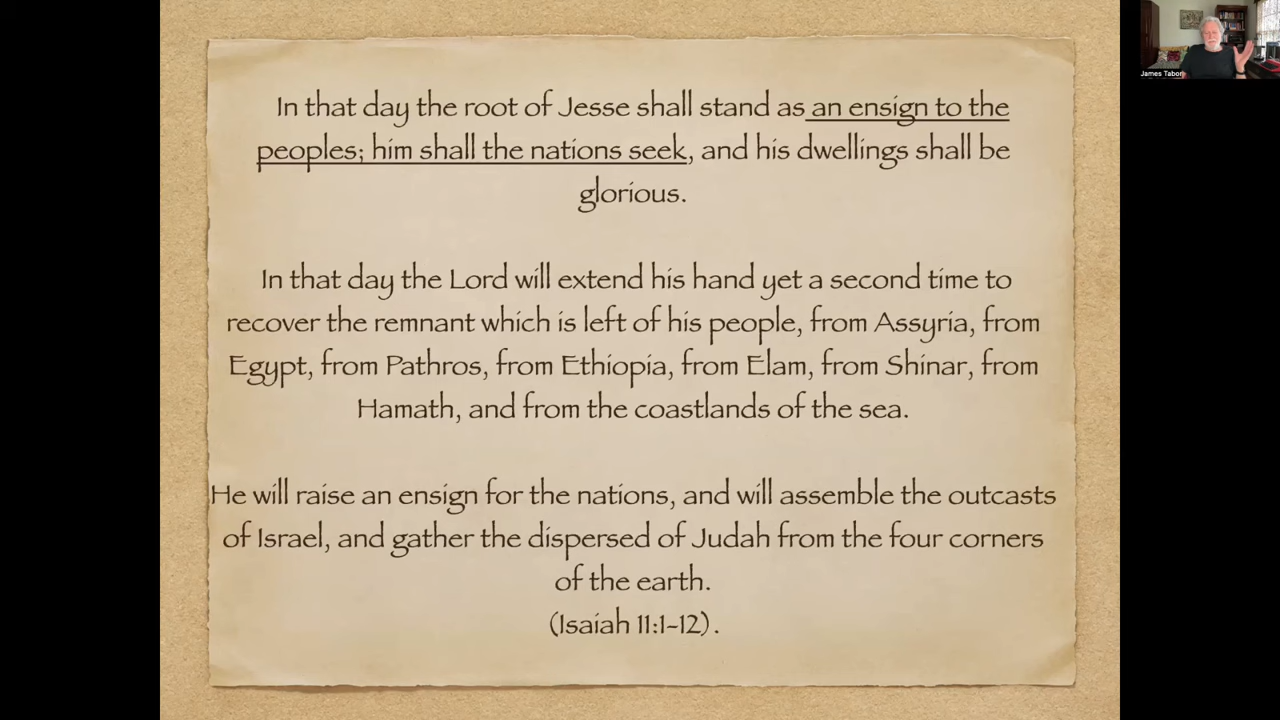 In that day the root of Jesse shall stand as an ensign to the
peoples; him shall the nations seek, and his dwellings shall be
glorious.
In that day the Lord will extend his hand yet a second time to
recover the remnant which is left of his people, from Assyria, from
Egypt, from Pathros, from Ethiopia, from Elam, from Shinar, from
Hamath, and from the coastlands of the sea.
He will raise an ensign for the nations, and will assemble the outcasts
of Israel, and gather the dispersed of Judah from the four corners
of the earth.
(Isaiah 11:1-12).
James Tabor